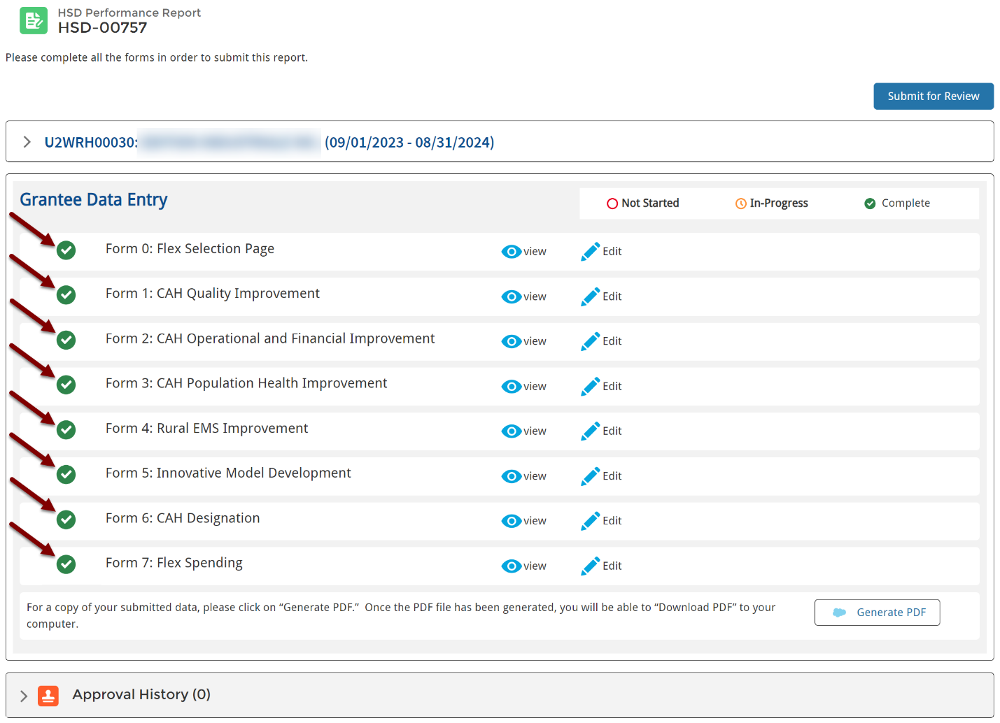 HSD Performance Report
HSD-00757
Please complete all the forms in order to submit this report.
Submit for Review
U2WRH00030: (09/01/2023 - 08/31/2024)
Grantee Data Entry
Not Started In-Progress Complete
Form 0: Flex Selection Page view Edit
Form 1: CAH Quality Improvement view Edit
Form 2: CAH Operational and Financial Improvement view Edit
Form 3: CAH Population Health Improvement view Edit
Form 4: Rural EMS Improvement view Edit
Form 5: Innovative Model Development view Edit
Form 6: CAH Designation view Edit
Form 7: Flex Spending view Edit
For a copy of your submitted data, please click on “Generate PDF.”  Once the PDF file has been generated, you will be able to “Download PDF” to your
computer.
Generate PDF
Approval History (0)